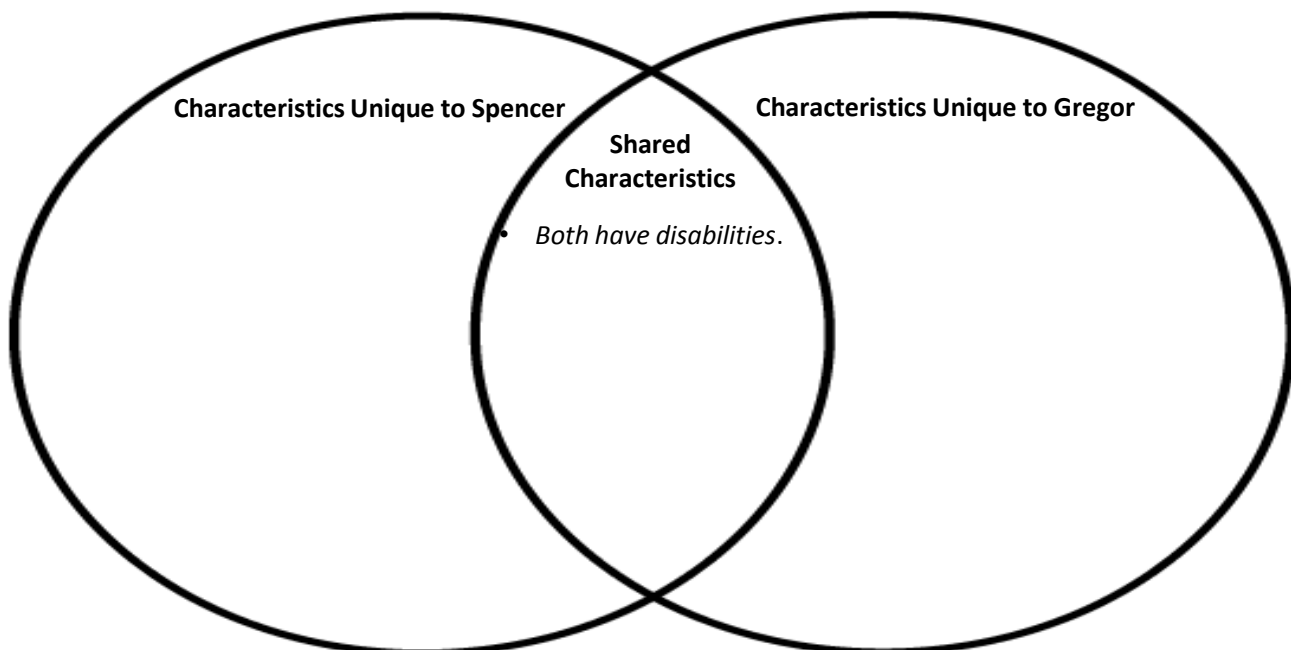 Characteristics Unique to Spencer
Characteristics Unique to Gregor
Shared
Characteristics
• Both have disabilities.